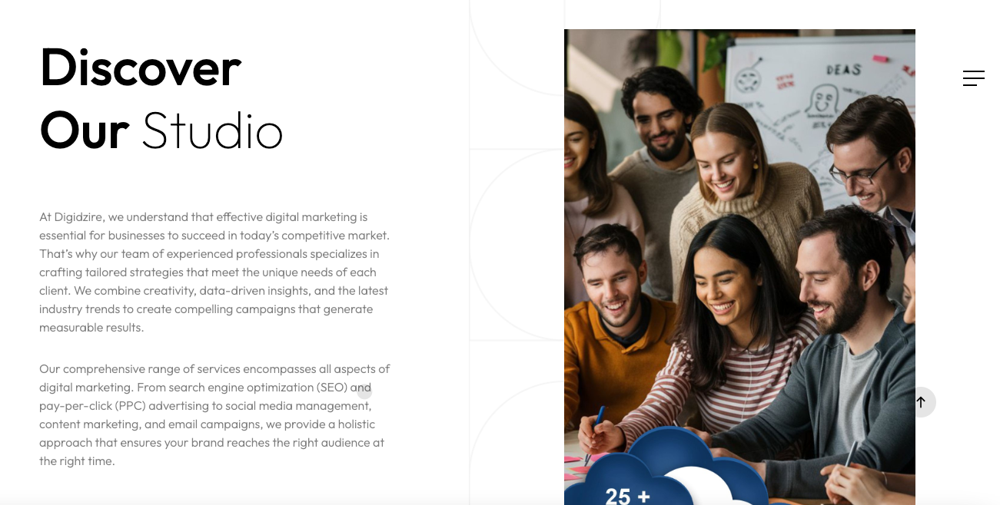 Discover
Our Studio
At Digidzire, we understand that effective digital marketing is
essential for businesses to succeed in today’s competitive market.
That’s why our team of experienced professionals specializes in
crafting tailored strategies that meet the unique needs of each
client. We combine creativity, data-driven insights, and the latest
industry trends to create compelling campaigns that generate
measurable results.
Our comprehensive range of services encompasses all aspects of
digital marketing. From search engine optimization (SEO) and
pay-per-click (PPC) advertising to social media management,
content marketing, and email campaigns, we provide a holistic
approach that ensures your brand reaches the right audience at
the right time.
DEAS
25 +